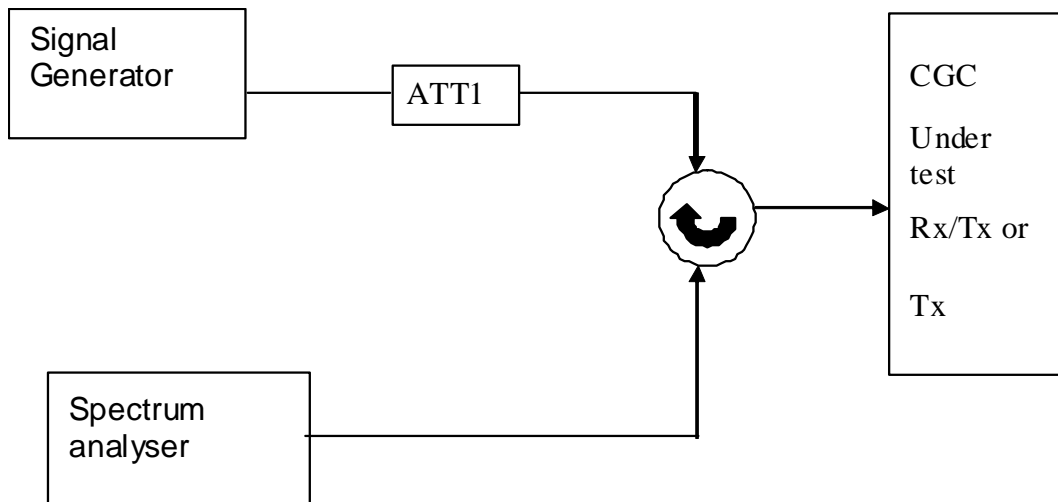 Signal
Generator
ATT1
CGC
Under
test
Rx/Tx or
Tx
Spectrum
analyser